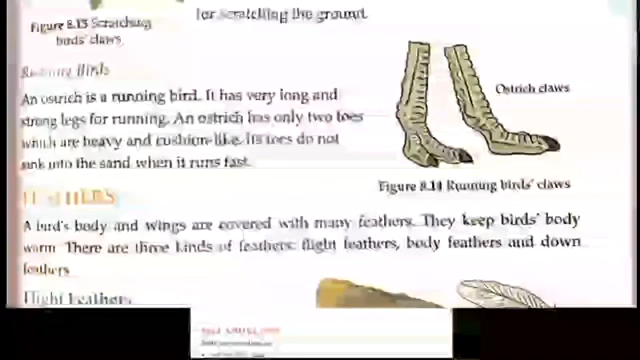 Figure 8.13 Scratching
birds' claws
for scratching the ground.
Running Birds
An ostrich is a running bird. It has very long and
strong legs for running. An ostrich has only two toes
which are heavy and cushion-like. Its toes do not
sink into the sand when it runs fast.
Ostrich claws
Figure 8.14 Running birds' claws
FEATHERS
A bird's body and wings are covered with many feathers. They keep birds' body
warm. There are three kinds of feathers: flight feathers, body feathers and down
feathers.
Flight Feathers